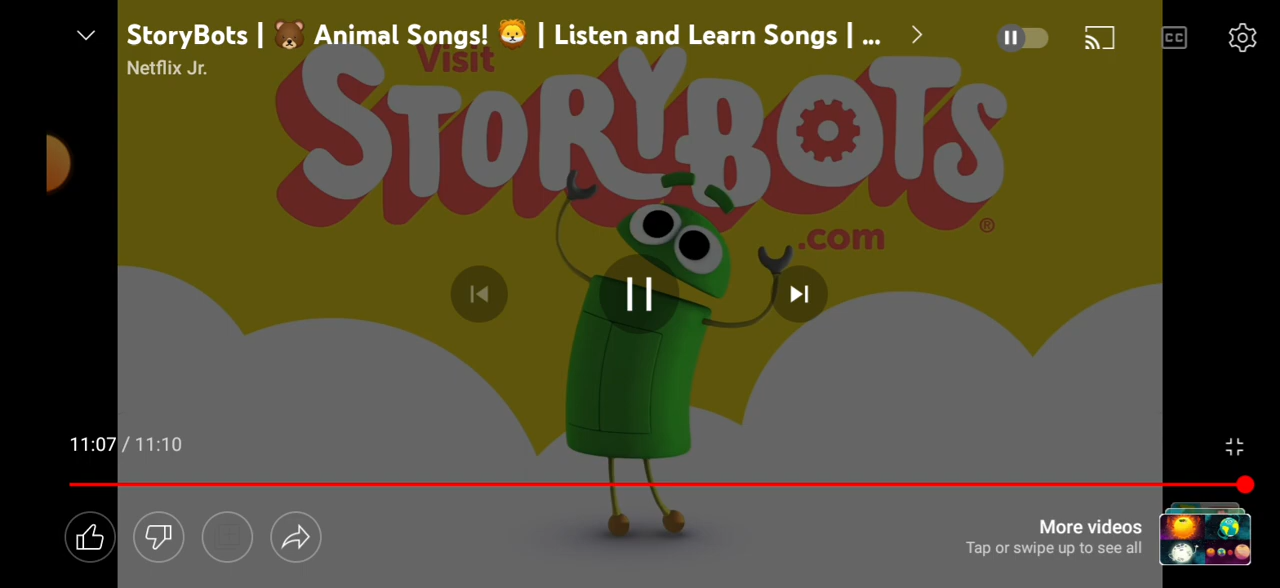 StoryBots | 🐻 Animal Songs! 🦁 | Listen and Learn Songs | ...
Netflix Jr.
CC
Visit
STORYBOTS
®
.com
11:07 / 11:10
More videos
Tap or swipe up to see all